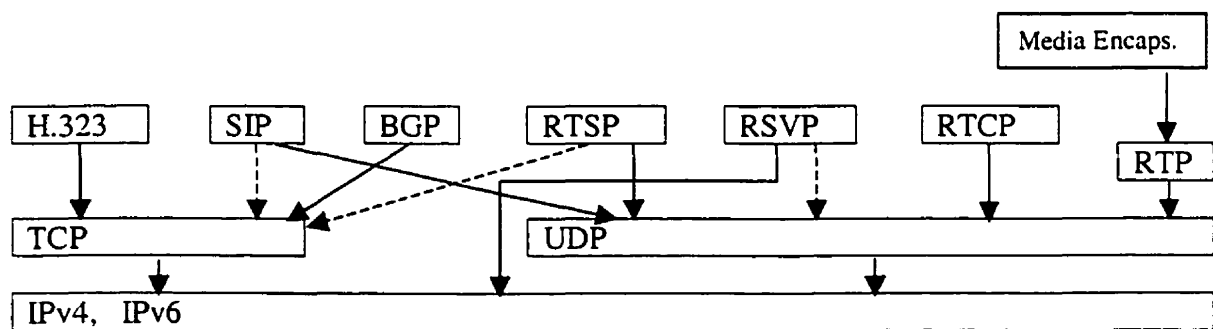 Media Encaps.
H.323
SIP
BGP
RTSP
RSVP
RTCP
RTP
TCP
UDP
IPv4, IPv6